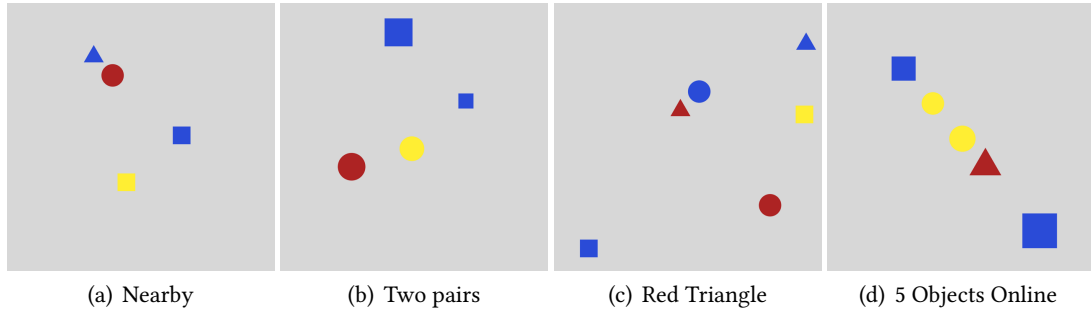 (a) Nearby
(b) Two pairs
(c) Red Triangle
(d) 5 Objects Online